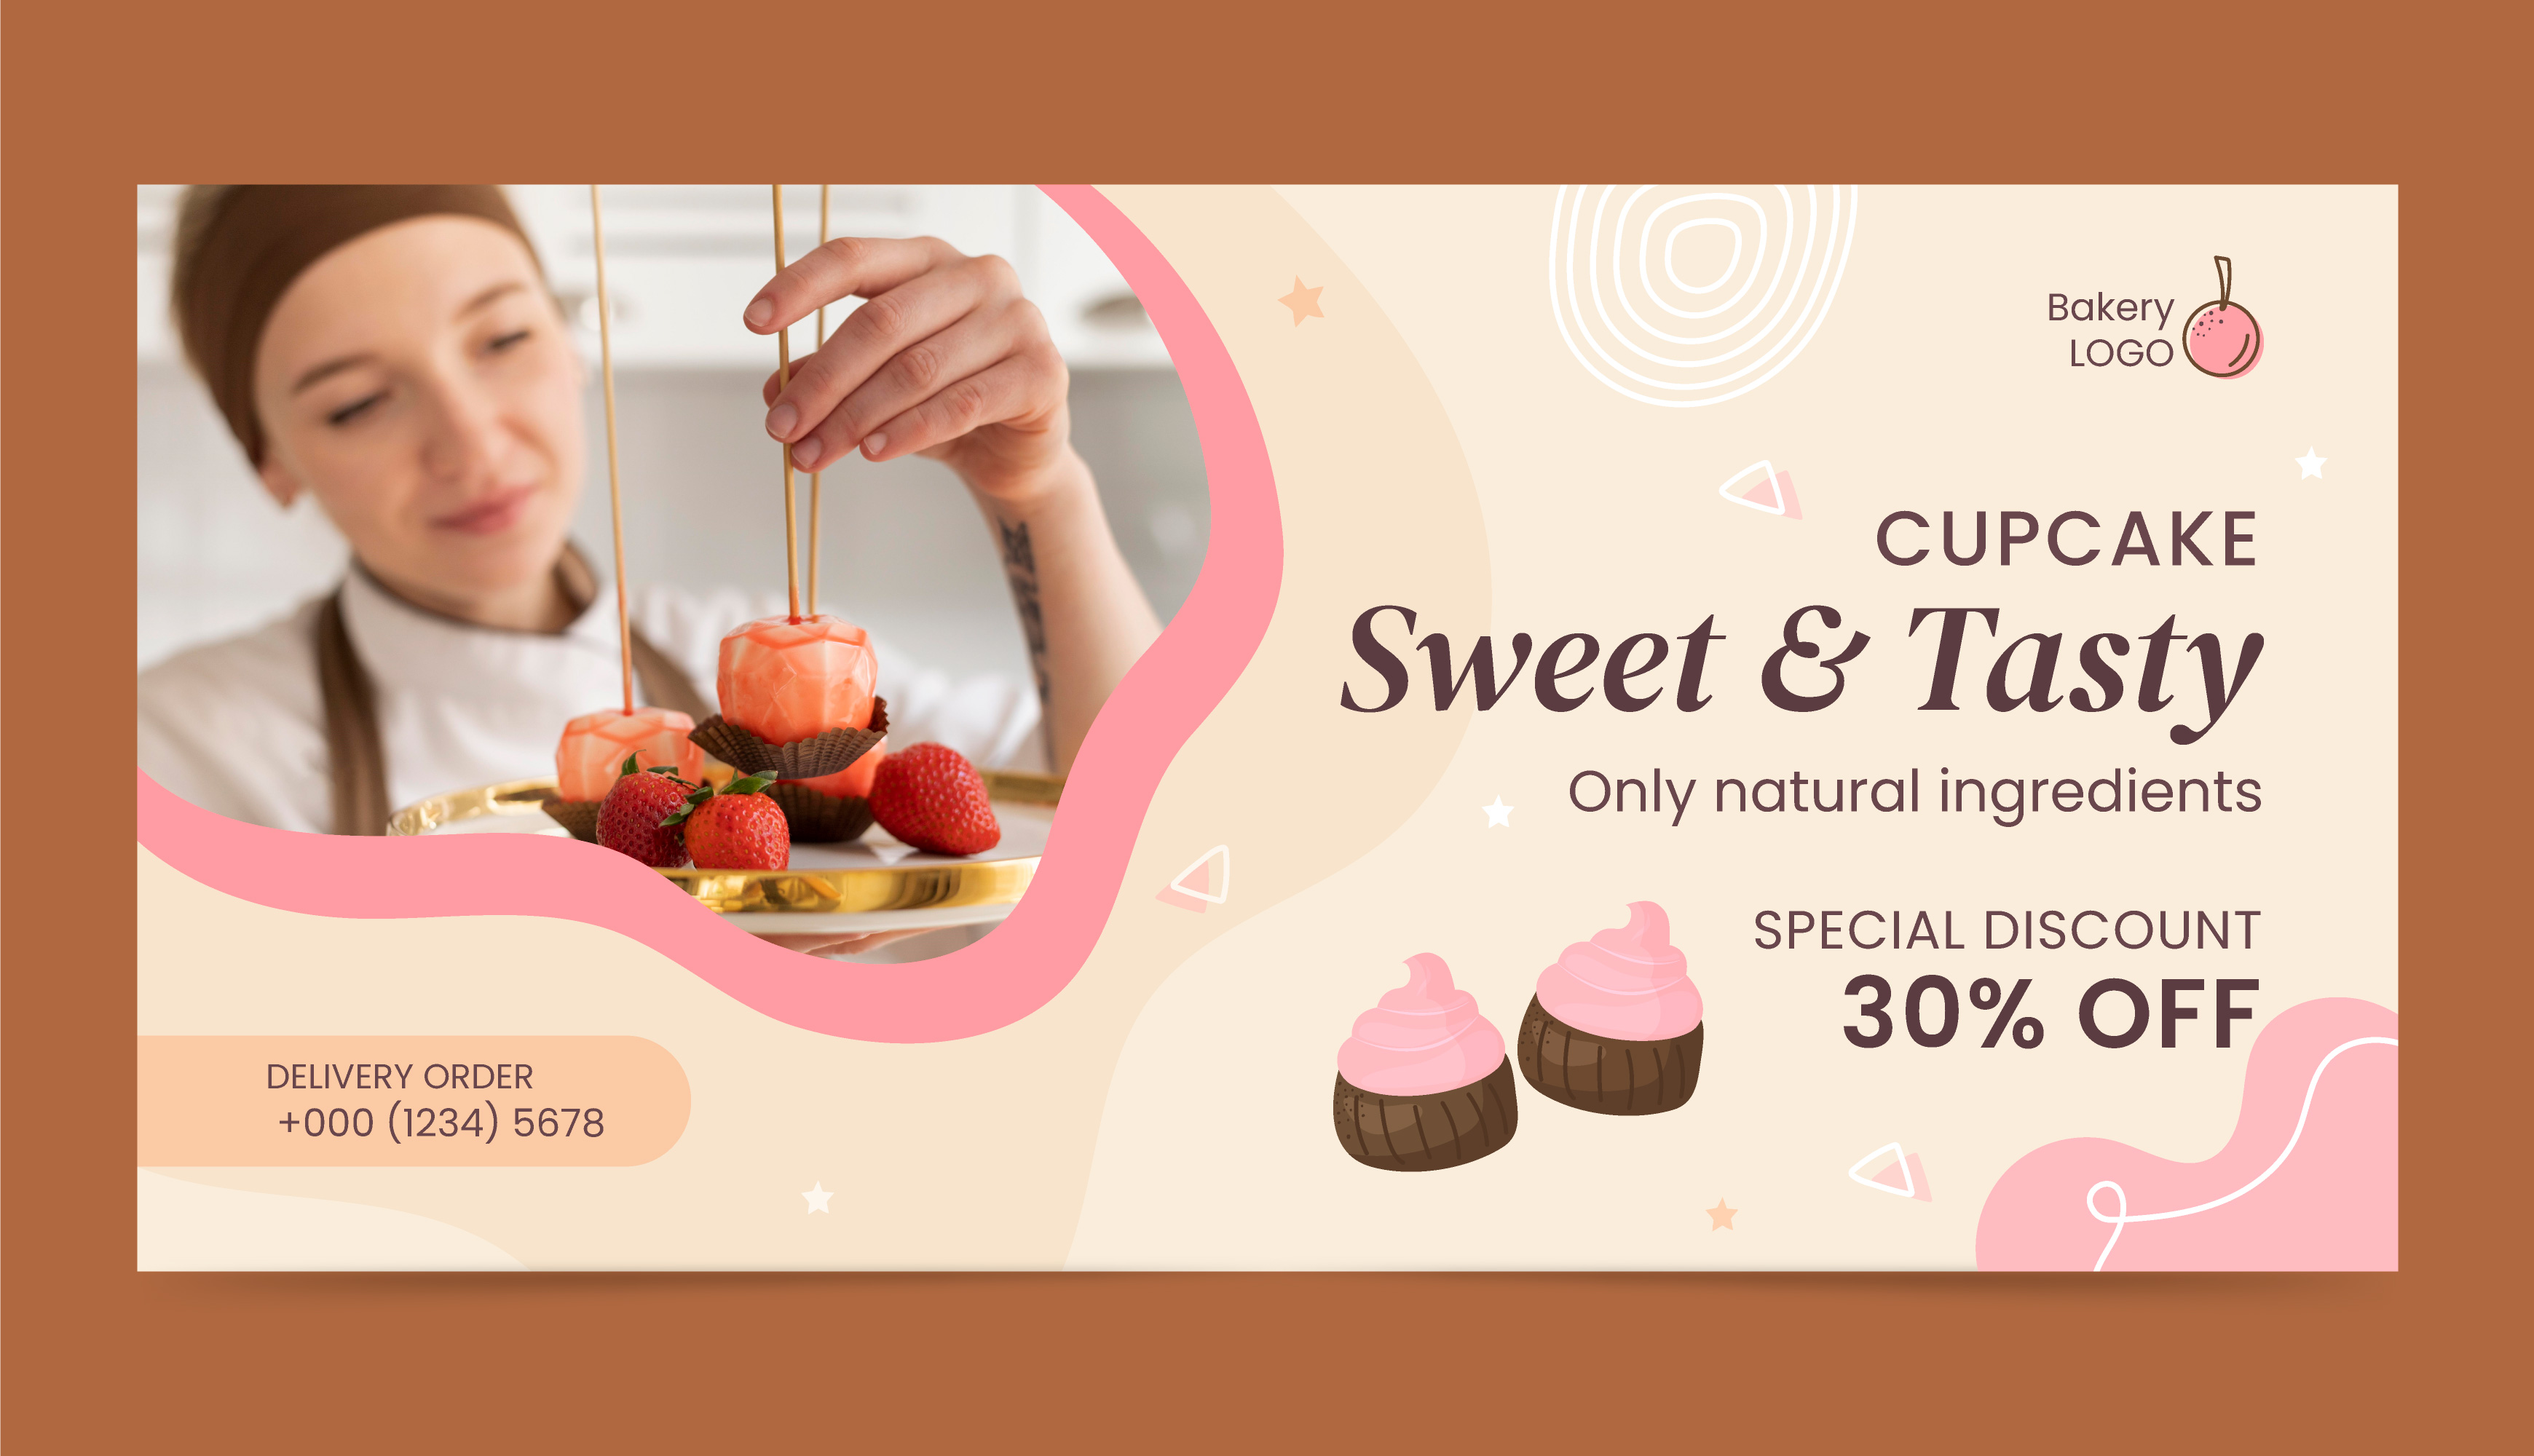 Bakery
LOGO
CUPCAKE
Sweet & Tasty
Only natural ingredients
SPECIAL DISCOUNT
30% OFF
DELIVERY ORDER
+000 (1234) 5678